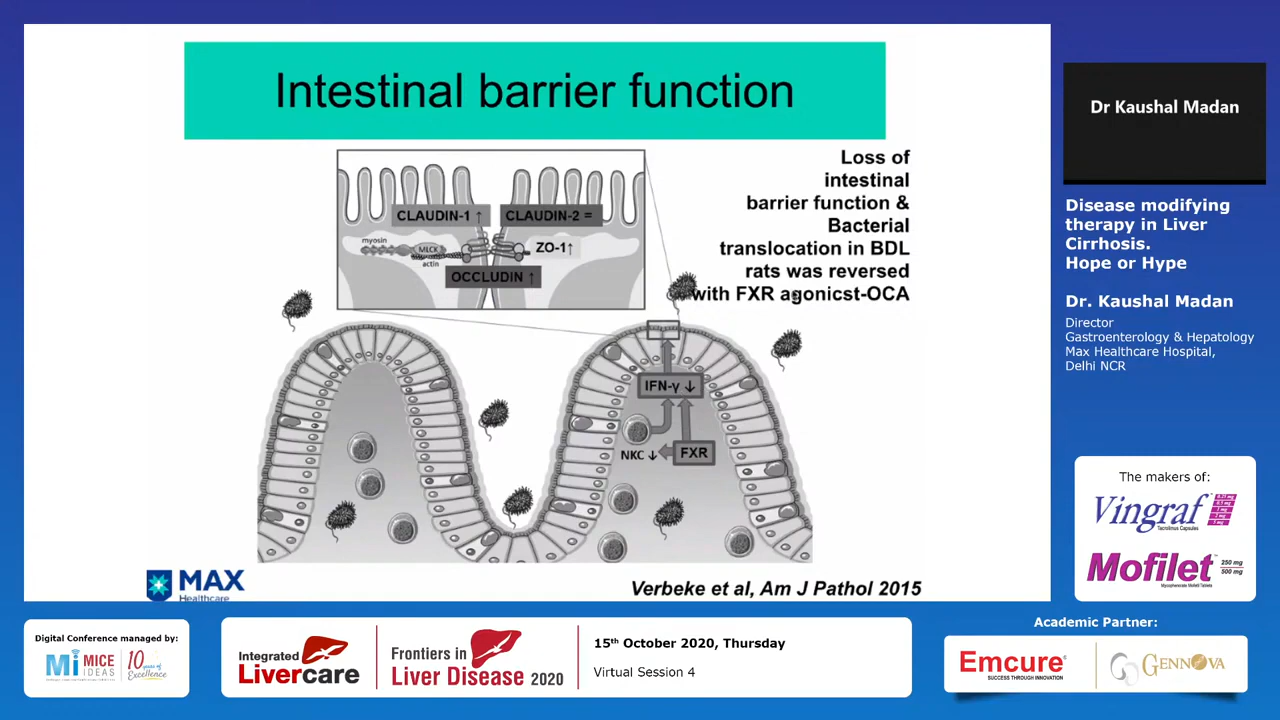 Intestinal barrier function
CLAUDIN-1 ↑
CLAUDIN-2 =
myosin
MLCK
actin
ZO-1↑
OCCLUDIN ↑
Loss of
intestinal
barrier function &
Bacterial
translocation in BDL
rats was reversed
with FXR agonicst-OCA
IFN-γ ↓
NKC ↓
FXR
MAX
Healthcare
Verbeke et al, Am J Pathol 2015
Dr Kaushal Madan
Disease modifying
therapy in Liver
Cirrhosis.
Hope or Hype
Dr. Kaushal Madan
Director
Gastroenterology & Hepatology
Max Healthcare Hospital,
Delhi NCR
The makers of:
Vingraf
Tacrolimus Capsules
Mofilet
250 mg
500 mg
Mycophenolate Mofetil Tablets
Digital Conference managed by:
Mi MICE
IDEAS
10 years of
Excellence
Integrated
Livercare
Frontiers in
Liver Disease 2020
15th October 2020, Thursday
Virtual Session 4
Academic Partner:
Emcure
SUCCESS THROUGH INNOVATION
GENNOVA